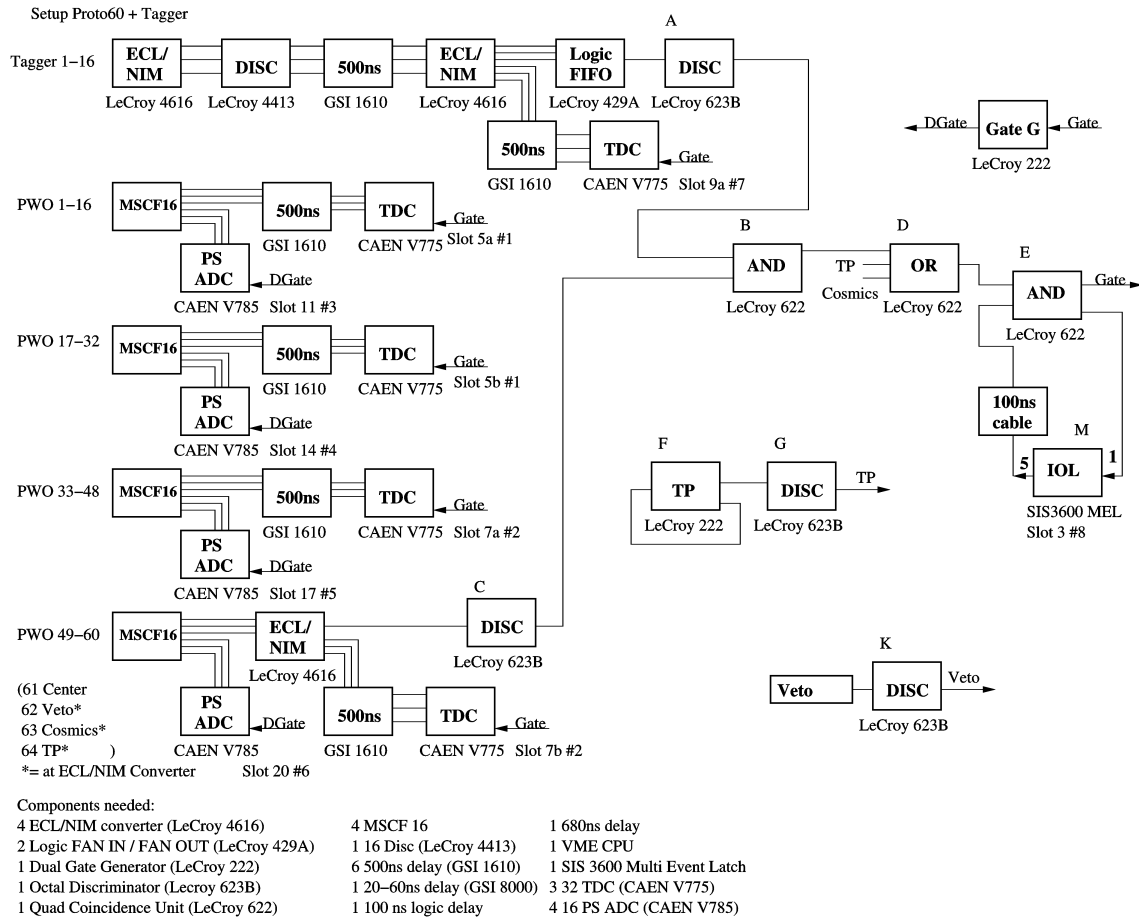 Setup Proto60 + Tagger
A
Tagger 1−16
ECL/
NIM
DISC
500ns
ECL/
NIM
Logic
FIFO
DISC
LeCroy 4616
LeCroy 4413
GSI 1610
LeCroy 4616
LeCroy 429A
LeCroy 623B
DGate
Gate G
Gate
LeCroy 222
500ns
TDC
Gate
GSI 1610
CAEN V775
Slot 9a #7
PWO 1−16
MSCF16
500ns
TDC
Gate
GSI 1610
CAEN V775
Slot 5a #1
PS
ADC
DGate
CAEN V785
Slot 11 #3
B
AND
LeCroy 622
D
TP
Cosmics
OR
LeCroy 622
E
AND
Gate
LeCroy 622
PWO 17−32
MSCF16
500ns
TDC
Gate
GSI 1610
CAEN V775
Slot 5b #1
PS
ADC
DGate
CAEN V785
Slot 14 #4
100ns
cable
M
5
IOL
1
SIS3600 MEL
Slot 3 #8
F
TP
LeCroy 222
G
DISC
TP
LeCroy 623B
PWO 33−48
MSCF16
500ns
TDC
Gate
GSI 1610
CAEN V775
Slot 7a #2
PS
ADC
DGate
CAEN V785
Slot 17 #5
C
PWO 49−60
MSCF16
ECL/
NIM
DISC
LeCroy 4616
LeCroy 623B
(61 Center
62 Veto*
63 Cosmics*
64 TP* )
*= at ECL/NIM Converter
PS
ADC
DGate
CAEN V785
Slot 20 #6
500ns
TDC
Gate
GSI 1610
CAEN V775
Slot 7b #2
K
Veto
DISC
Veto
LeCroy 623B
Components needed:
4 ECL/NIM converter (LeCroy 4616)
2 Logic FAN IN / FAN OUT (LeCroy 429A)
1 Dual Gate Generator (LeCroy 222)
1 Octal Discriminator (Lecroy 623B)
1 Quad Coincidence Unit (LeCroy 622)
4 MSCF 16
1 16 Disc (LeCroy 4413)
6 500ns delay (GSI 1610)
1 20−60ns delay (GSI 8000)
1 100 ns logic delay
1 680ns delay
1 VME CPU
1 SIS 3600 Multi Event Latch
3 32 TDC (CAEN V775)
4 16 PS ADC (CAEN V785)